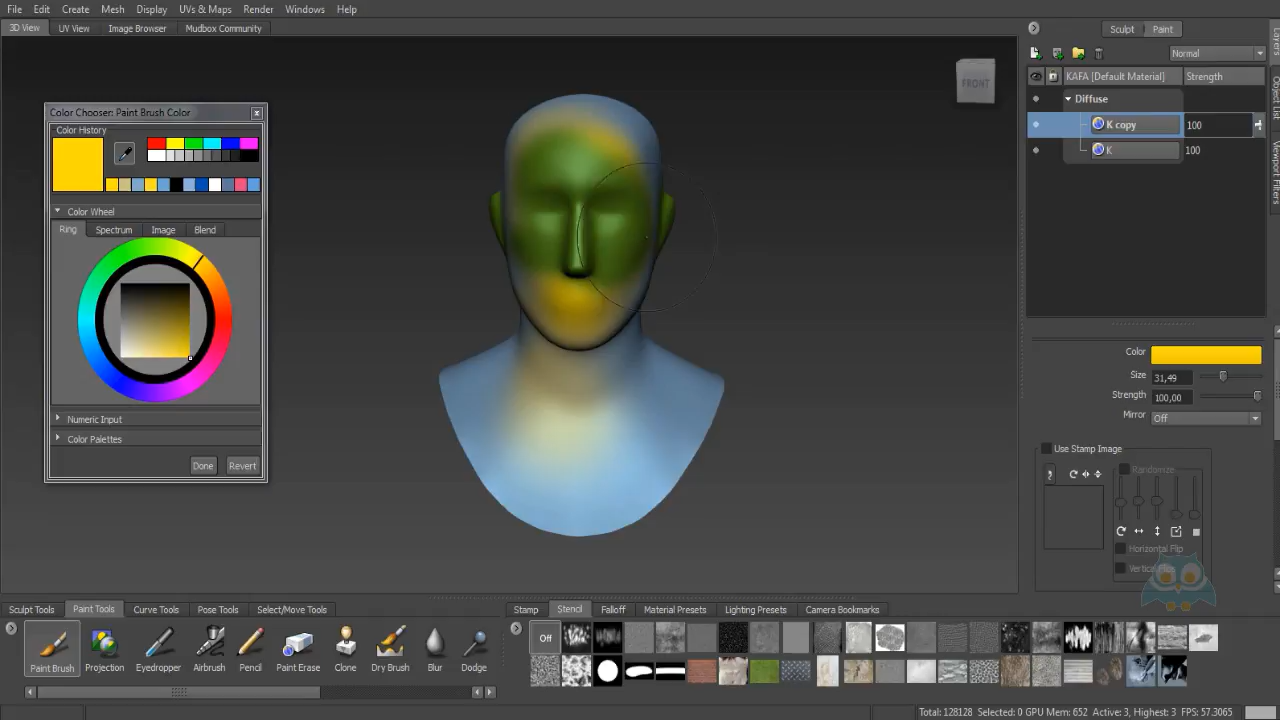 File Edit Create Mesh Display UVs & Maps Render Windows Help
3D View UV View Image Browser Mudbox Community
Sculpt Paint
Normal
KAFA [Default Material] Strength
Diffuse
K copy 100
K 100
Layers
Object List
Viewport Filters
FRONT
Color Chooser: Paint Brush Color
Color History
Color Wheel
Ring Spectrum Image Blend
Numeric Input
Color Palettes
Done Revert
Color
Size 31,49
Strength 100,00
Mirror Off
Use Stamp Image
Randomize
Horizontal Flip
Sculpt Tools Paint Tools Curve Tools Pose Tools Select/Move Tools
Paint Brush Projection Eyedropper Airbrush Pencil Paint Erase Clone Dry Brush Blur Dodge
Stamp Stencil Falloff Material Presets Lighting Presets Camera Bookmarks
Off
Total: 128128 Selected: 0 GPU Mem: 652 Active: 3, Highest: 3 FPS: 57.3065